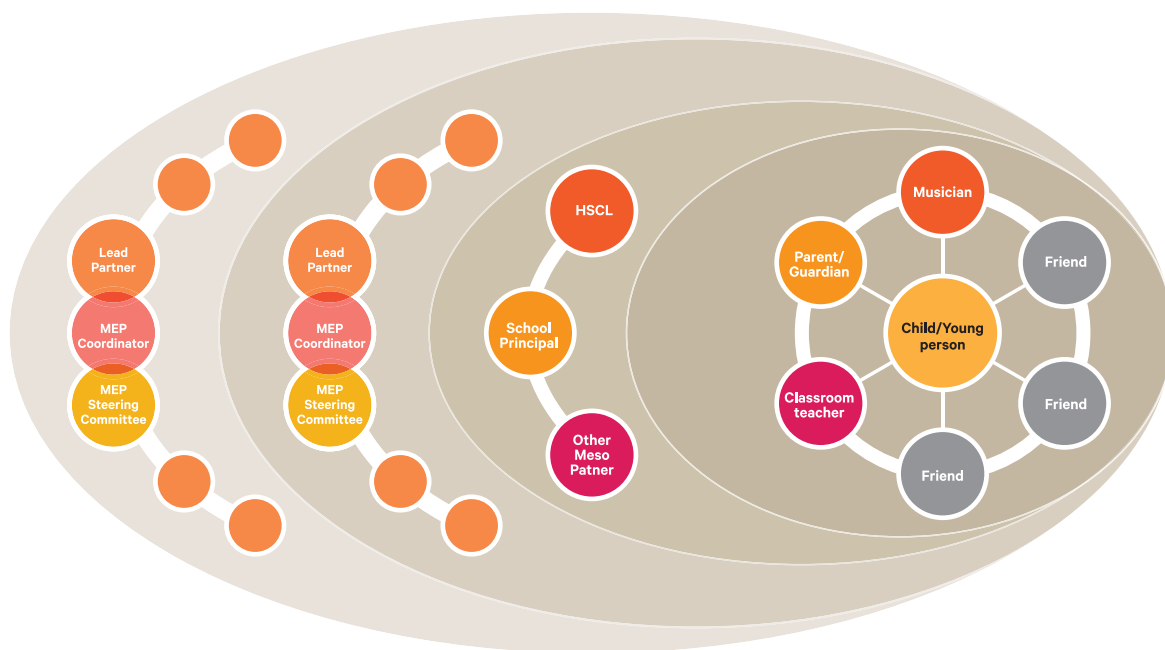 Lead
Partner
MEP
Coordinator
MEP
Steering
Committee
Lead
Partner
MEP
Coordinator
MEP
Steering
Committee
HSCL
School
Principal
Other
Meso
Patner
Musician
Parent/
Guardian
Friend
Child/Young
person
Classroom
teacher
Friend
Friend